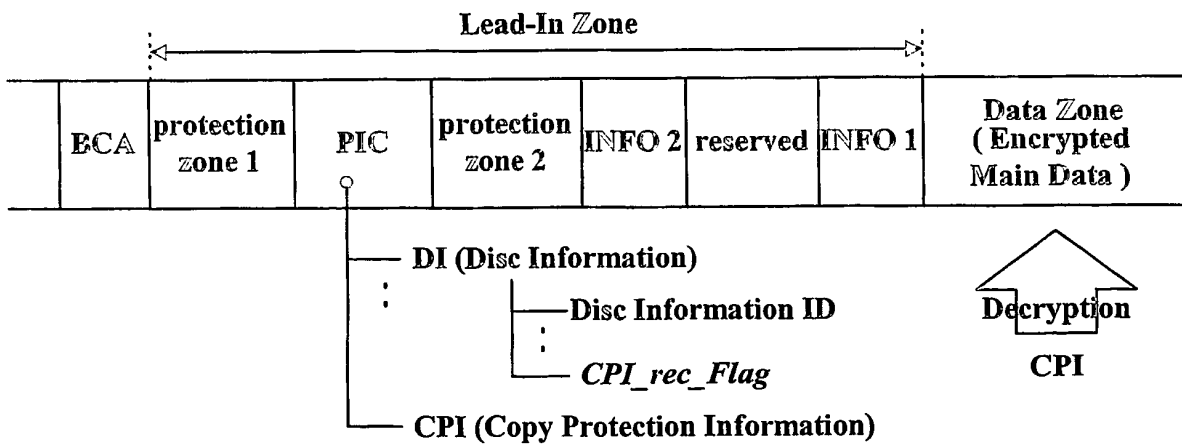 Lead-In Zone
BCA
protection
zone 1
PIC
protection
zone 2
INFO 2
reserved
INFO 1
Data Zone
( Encrypted
Main Data )
DI (Disc Information)
Disc Information ID
CPI_rec_Flag
CPI (Copy Protection Information)
Decryption
CPI